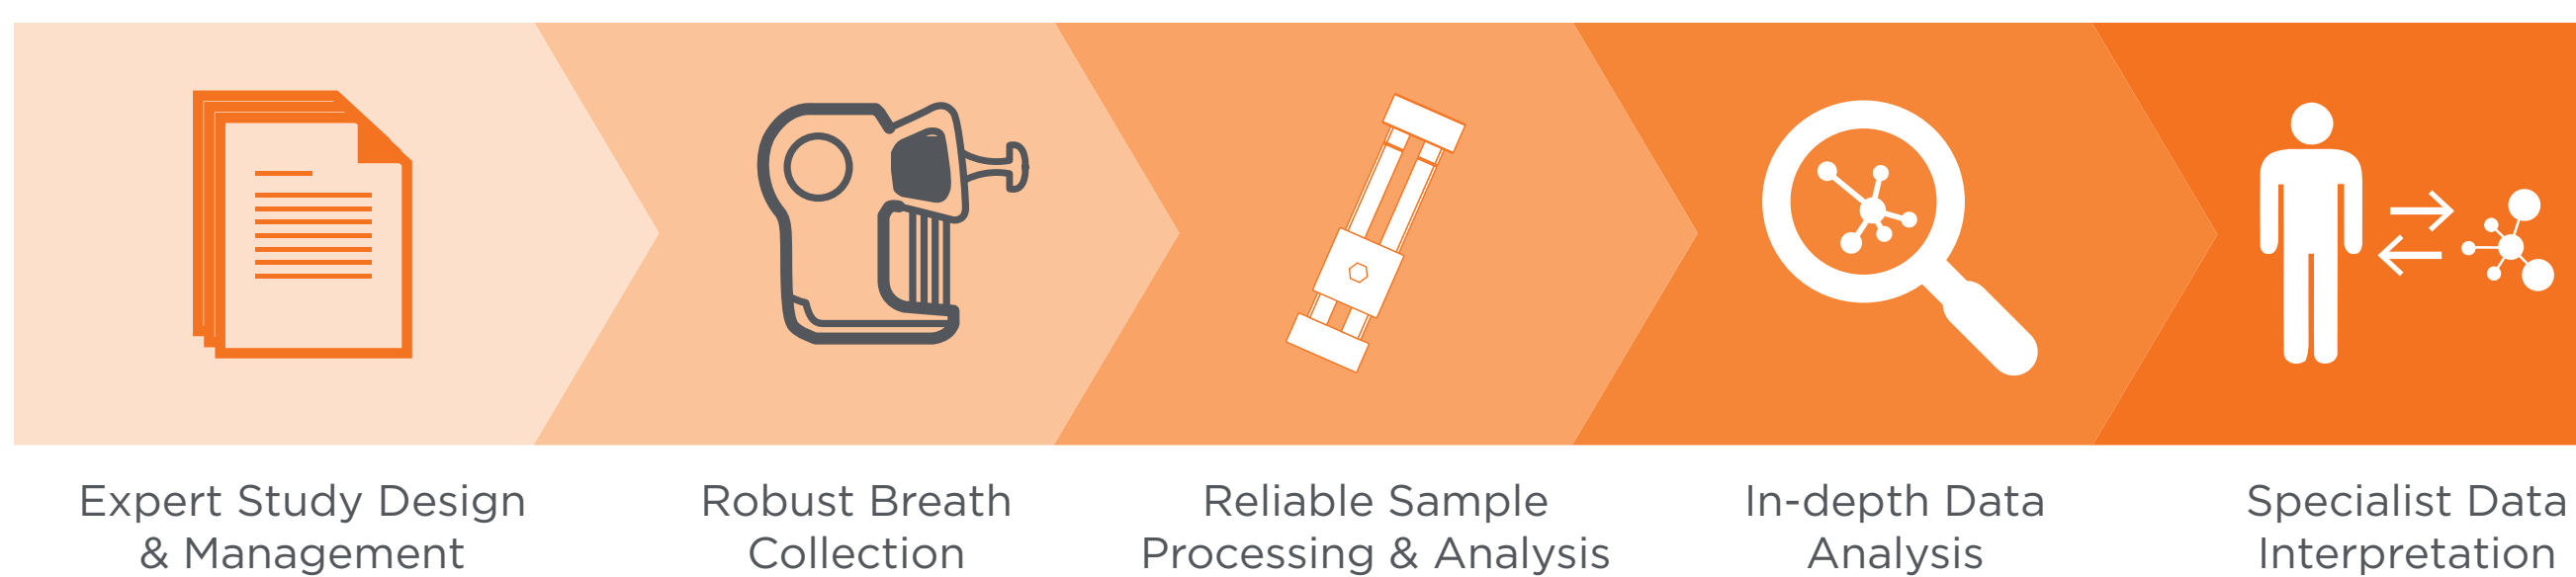 Expert Study Design
& Management
Robust Breath
Collection
Reliable Sample
Processing & Analysis
In-depth Data
Analysis
Specialist Data
Interpretation